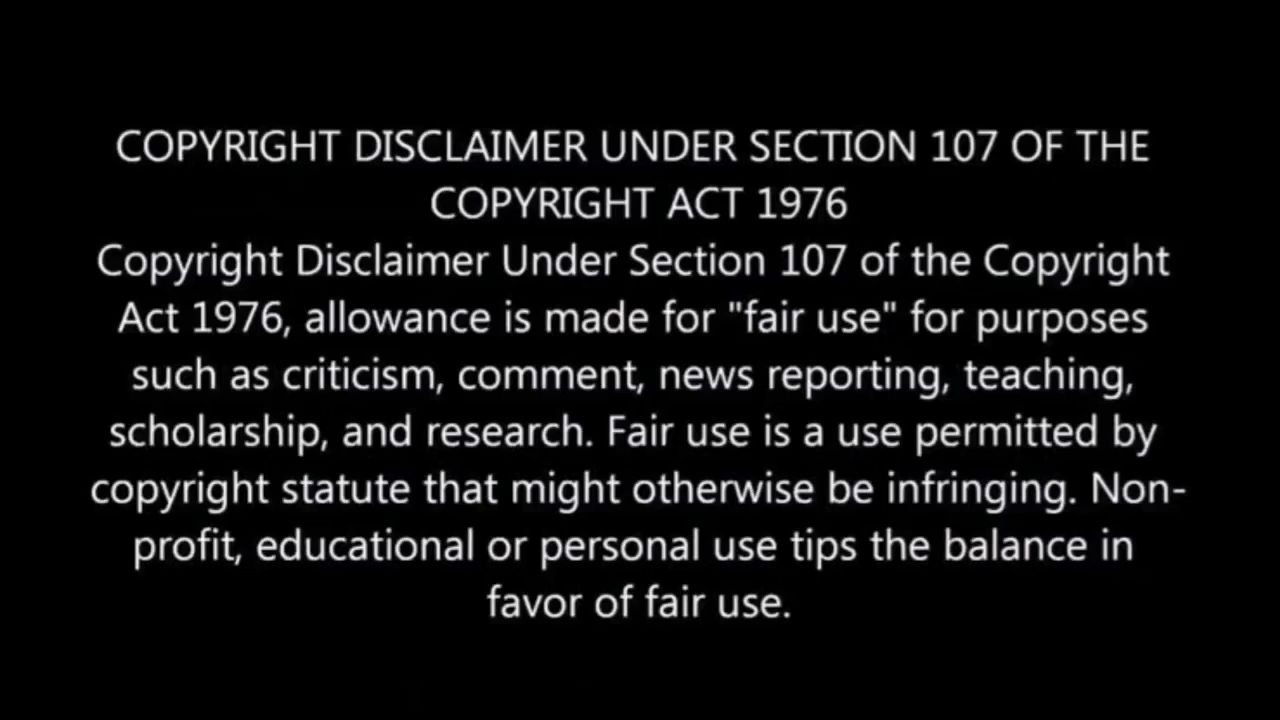 COPYRIGHT DISCLAIMER UNDER SECTION 107 OF THE
COPYRIGHT ACT 1976
Copyright Disclaimer Under Section 107 of the Copyright
Act 1976, allowance is made for "fair use" for purposes
such as criticism, comment, news reporting, teaching,
scholarship, and research. Fair use is a use permitted by
copyright statute that might otherwise be infringing. Non-
profit, educational or personal use tips the balance in
favor of fair use.